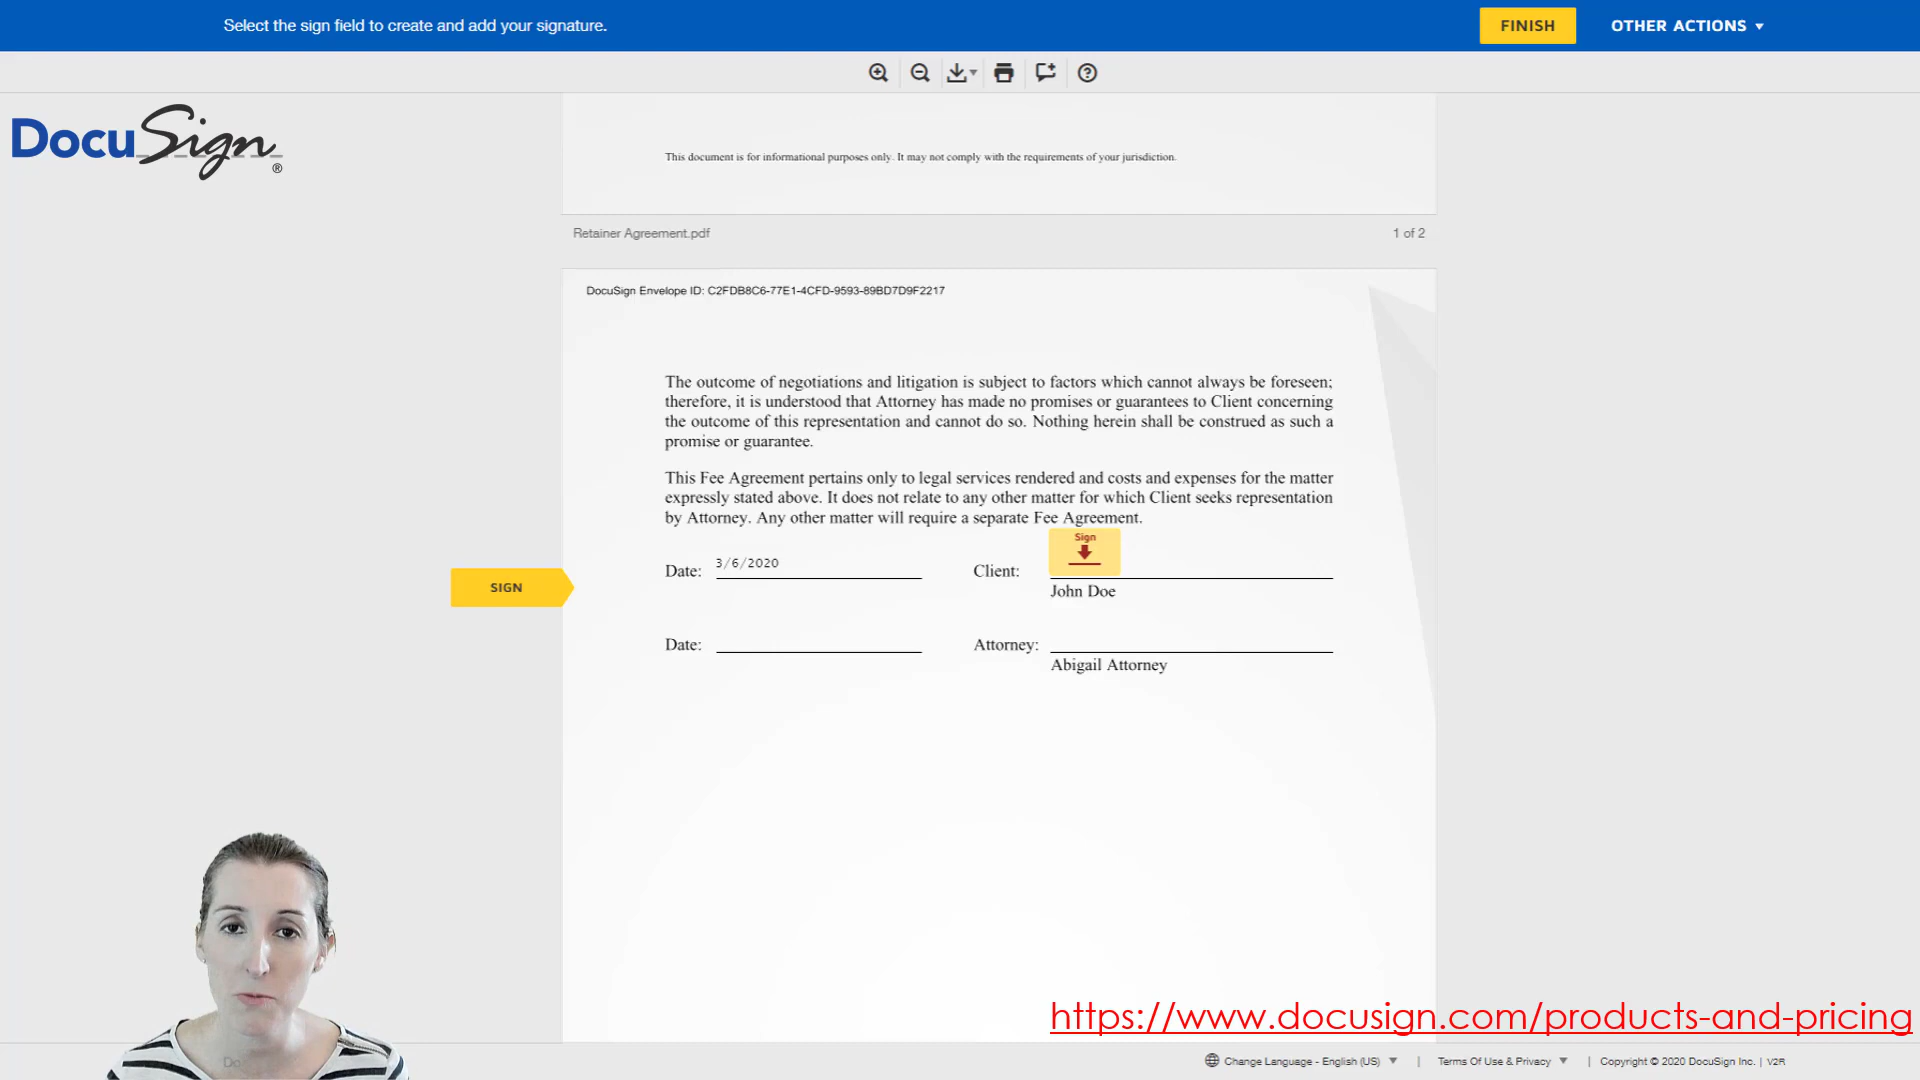 Select the sign field to create and add your signature.
FINISH
OTHER ACTIONS
DocuSign®
This document is for informational purposes only. It may not comply with the requirements of your jurisdiction.
Retainer Agreement.pdf
1 of 2
DocuSign Envelope ID: C2FDB8C6-77E1-4CFD-9593-89BD7D9F2217
The outcome of negotiations and litigation is subject to factors which cannot always be foreseen;
therefore, it is understood that Attorney has made no promises or guarantees to Client concerning
the outcome of this representation and cannot do so. Nothing herein shall be construed as such a
promise or guarantee.
This Fee Agreement pertains only to legal services rendered and costs and expenses for the matter
expressly stated above. It does not relate to any other matter for which Client seeks representation
by Attorney. Any other matter will require a separate Fee Agreement.
Sign
Date: 3/6/2020
Client:
SIGN
John Doe
Date:
Attorney:
Abigail Attorney
https://www.docusign.com/products-and-pricing
Change Language - English (US) | Terms Of Use & Privacy | Copyright © 2020 DocuSign Inc. | V2R